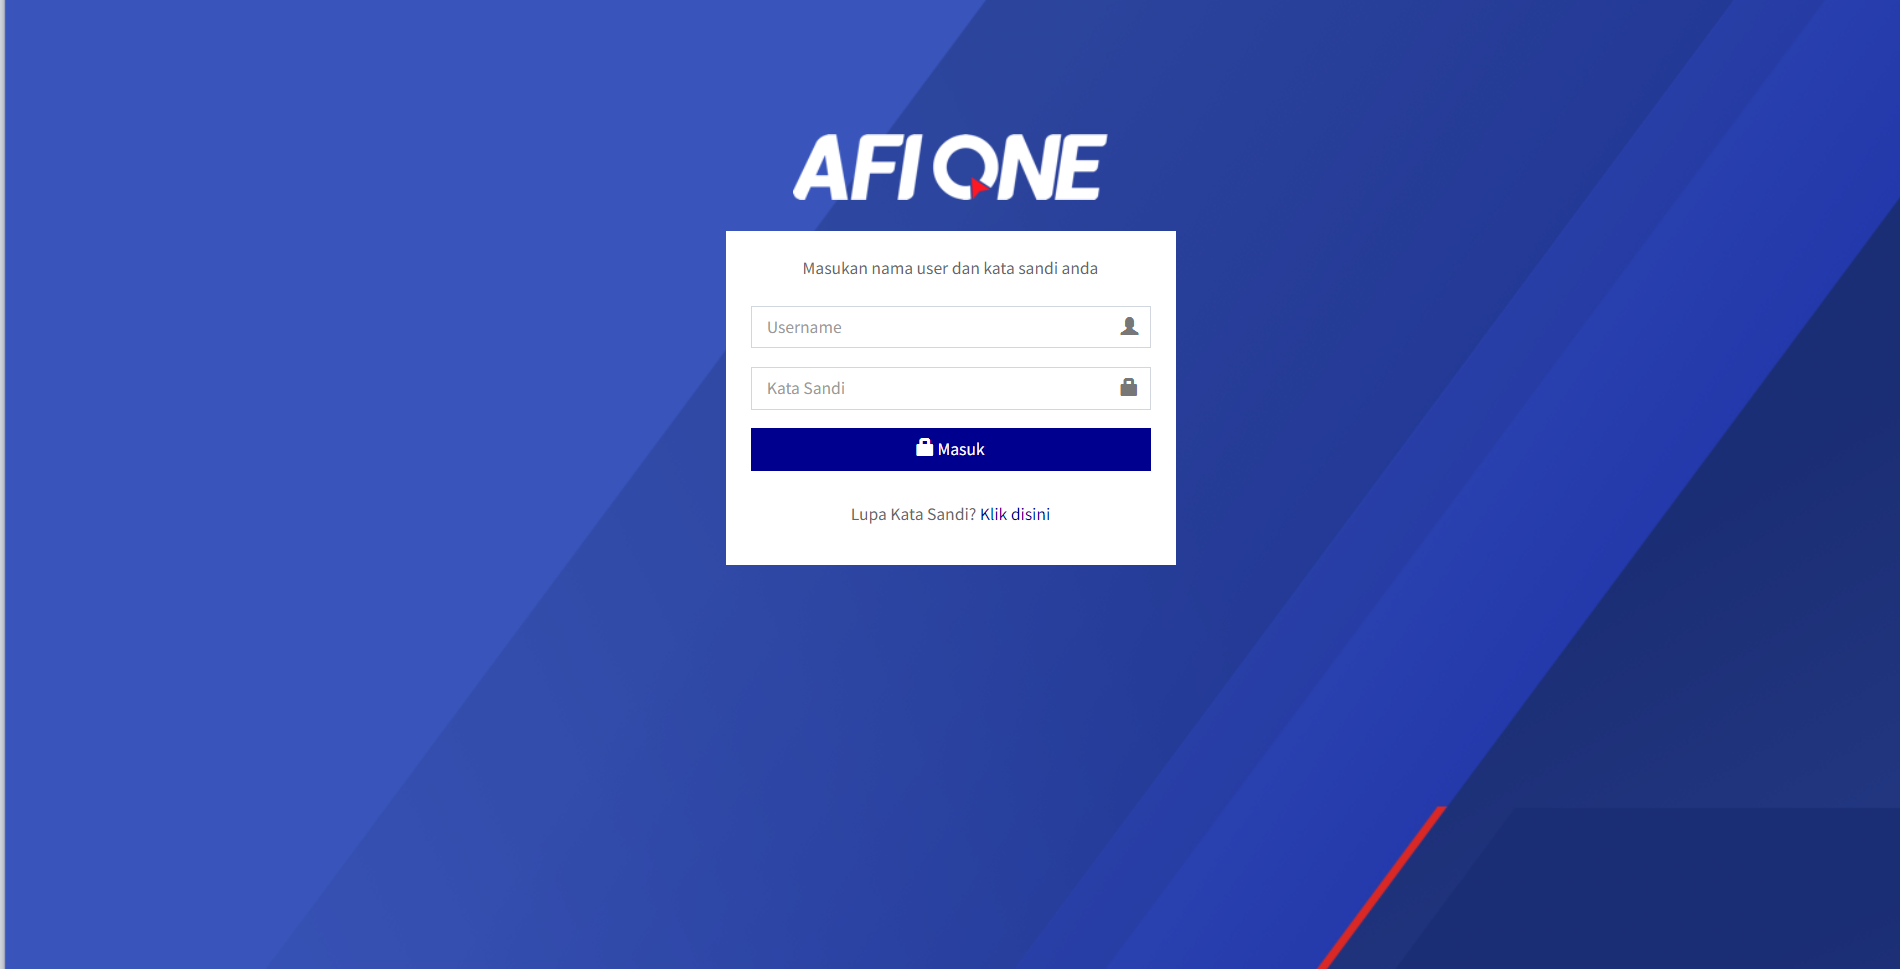 AFI ONE
Masukan nama user dan kata sandi anda
Username
Kata Sandi
Masuk
Lupa Kata Sandi? Klik disini